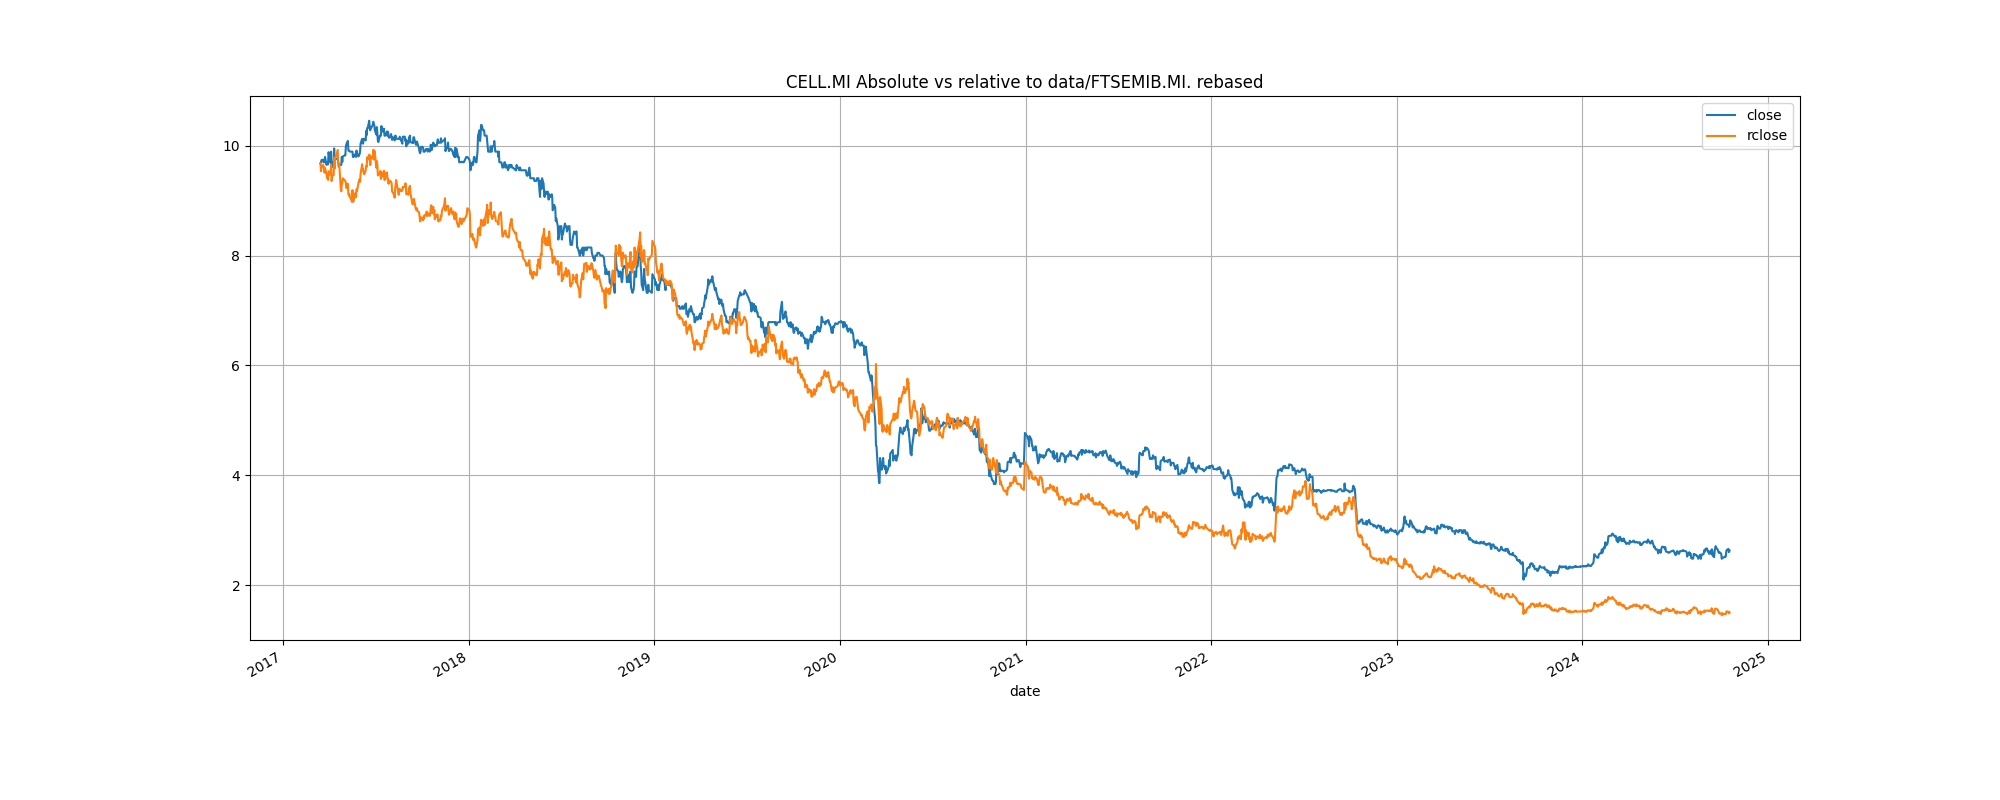 CELL.MI Absolute vs relative to data/FTSEMIB.MI. rebased
close
rclose
10
8
6
4
2
2017 2018 2019 2020 2021 2022 2023 2024 2025
date